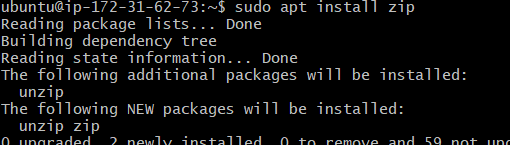 ubuntu@ip-172-31-62-73:~$ sudo apt install zip
Reading package lists... Done
Building dependency tree
Reading state information... Done
The following additional packages will be installed:
  unzip
The following NEW packages will be installed:
  unzip zip
0 upgraded, 2 newly installed, 0 to remove and 59 not upg